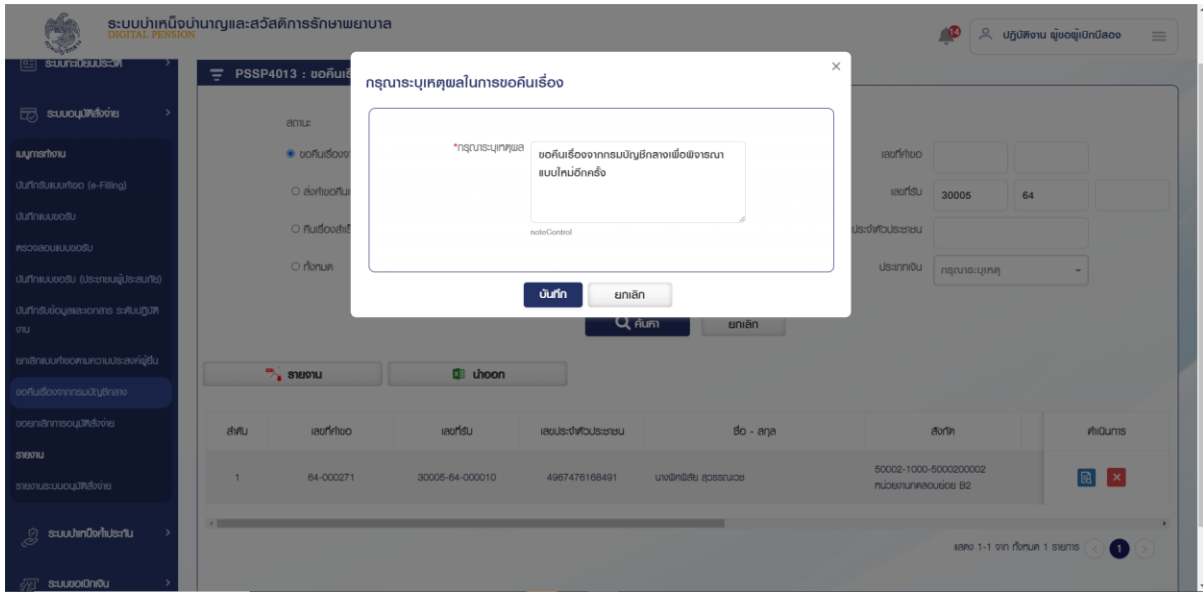 ระบบบำเหน็จบำนาญและสวัสดิการรักษาพยาบาล
DIGITAL PENSION
14
ปฏิบัติงาน ผู้ขอผู้เบิกปีสอง
ระบบทะเบียนประวัติ
ระบบอนุมัติสั่งจ่าย
เมนูการทำงาน
บันทึกรับแบบคำขอ (e-Filling)
บันทึกแบบขอรับ
ตรวจสอบแบบขอรับ
บันทึกแบบขอรับ (ประชาชนผู้ประสบภัย)
บันทึกรับข้อมูลและเอกสาร ระดับปฏิบัติ
งาน
ยกเลิกแบบคำขอตามความประสงค์ผู้ยื่น
ขอคืนเรื่องจากกรมบัญชีกลาง
ขอยกเลิกการอนุมัติสั่งจ่าย
รายงาน
รายงานระบบอนุมัติสั่งจ่าย
ระบบบำเหน็จค้ำประกัน
ระบบขอเบิกเงิน
PSSP4013 : ขอคืนเรื่
สถานะ
ขอคืนเรื่องจา
ส่งคำขอคืนเ
คืนเรื่องสำเร็
ทั้งหมด
กรุณาระบุเหตุผลในการขอคืนเรื่อง
×
*กรุณาระบุเหตุผล
ขอคืนเรื่องจากกรมบัญชีกลางเพื่อพิจารณา
แบบใหม่อีกครั้ง
noteControl
บันทึก
ยกเลิก
เลขที่คำขอ
เลขที่รับ
30005
64
ประจำตัวประชาชน
ประเภทเงิน
กรุณาระบุเหตุ
ค้นหา
ยกเลิก
รายงาน
นำออก
ลำดับ เลขที่คำขอ เลขที่รับ เลขประจำตัวประชาชน ชื่อ - สกุล สังกัด ดำเนินการ
1 64-000271 30005-64-000010 4967476168491 50002-1000-5000200002
หน่วยงานทดสอบย่อย B2
แสดง 1-1 จาก ทั้งหมด 1 รายการ
1